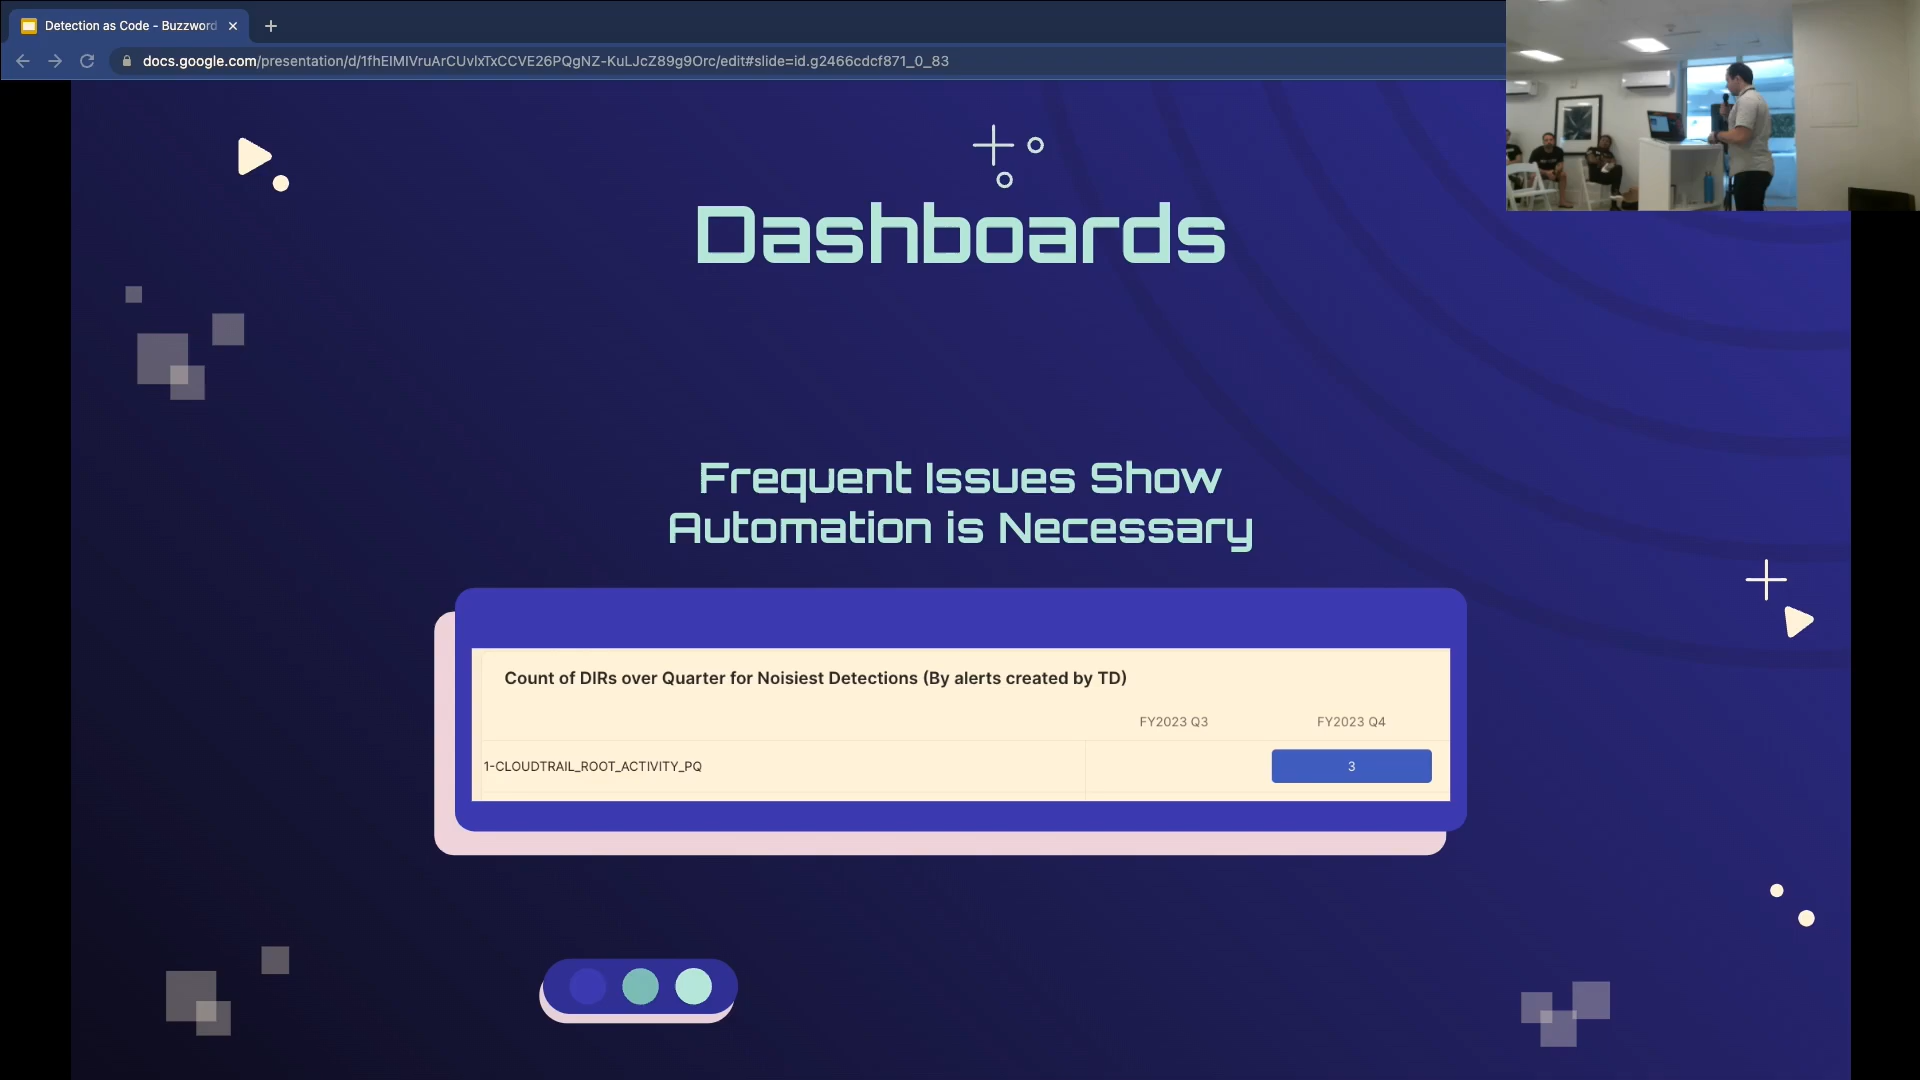 Detection as Code - Buzzword
docs.google.com/presentation/d/1fhEIMIVruArCUvlxTxCCVE26PQgNZ-KuLJcZ89g9Orc/edit#slide=id.g2466cdcf871_0_83
Dashboards
Frequent Issues Show
Automation is Necessary
Count of DIRs over Quarter for Noisiest Detections (By alerts created by TD)
FY2023 Q3 FY2023 Q4
1-CLOUDTRAIL_ROOT_ACTIVITY_PQ 3